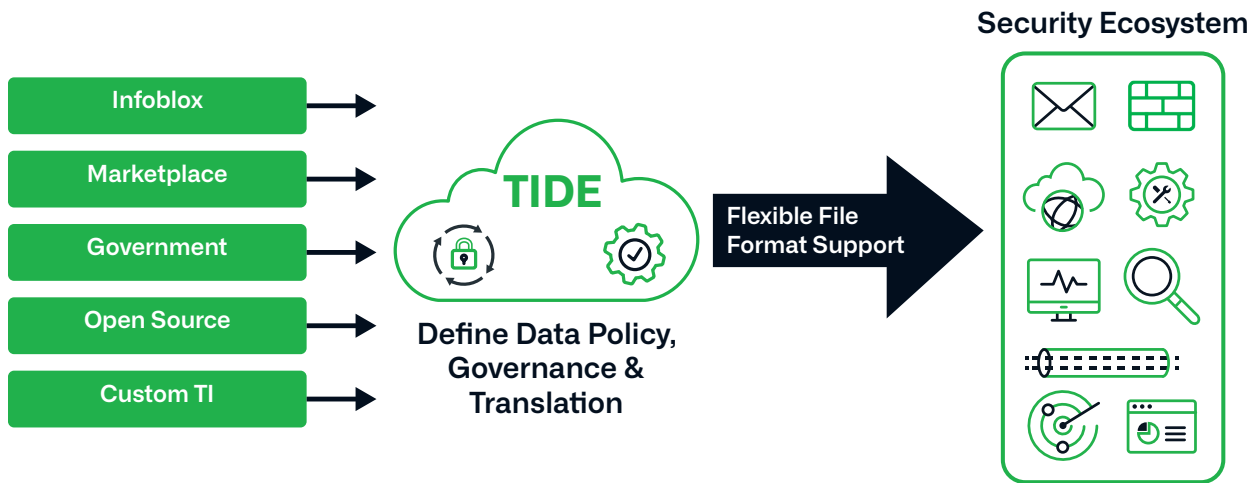 Security Ecosystem
Infoblox
Marketplace
Government
Open Source
Custom TI
TIDE
Define Data Policy,
Governance &
Translation
Flexible File
Format Support